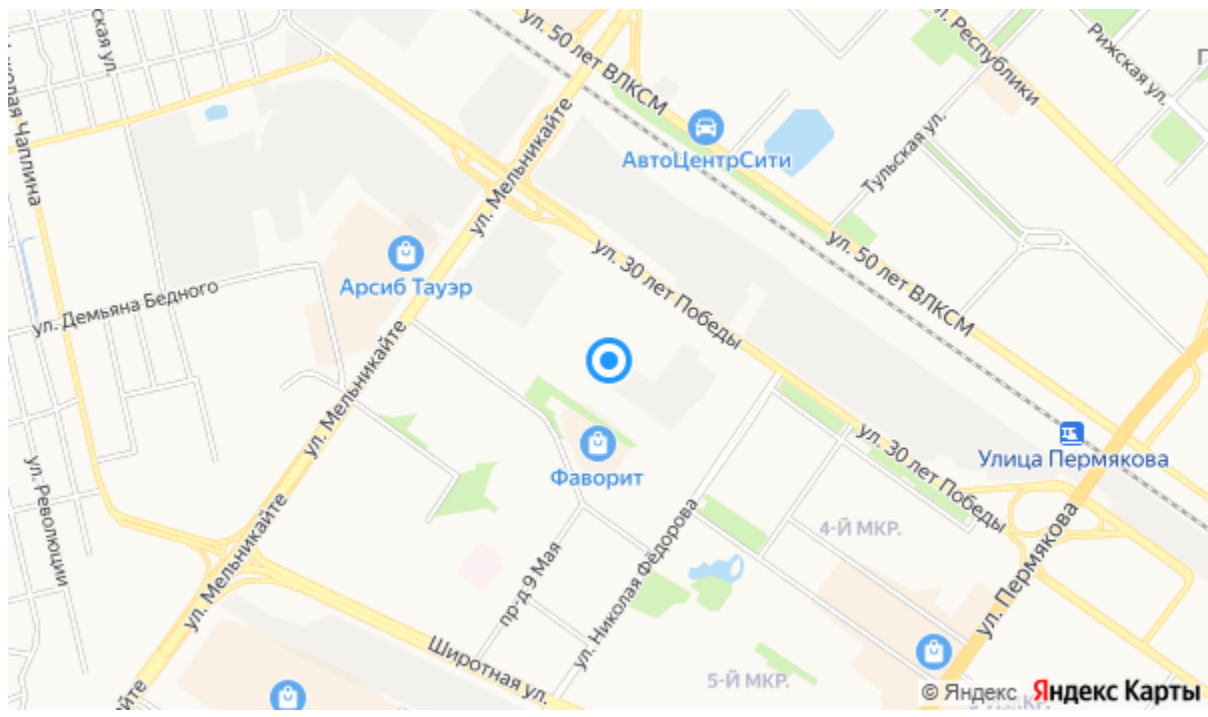 ул. 50 лет ВЛКСМ
ул. Республики
Рижская ул.
ская ул.
колая Чаплина
ул. Мельникайте
АвтоЦентрСити
Тульская ул.
ул. 30 лет Победы
ул. 50 лет ВЛКСМ
Арсиб Тауэр
ул. Демьяна Бедного
ул. Мельникайте
Фаворит
ул. 30 лет Победы
Улица Пермякова
ул. Революции
ул. Мельникайте
пр-д 9 Мая
ул. Николая Фёдорова
4-Й МКР.
ул. Пермякова
Широтная ул.
5-Й МКР.
йте
© Яндекс Яндекс Карты